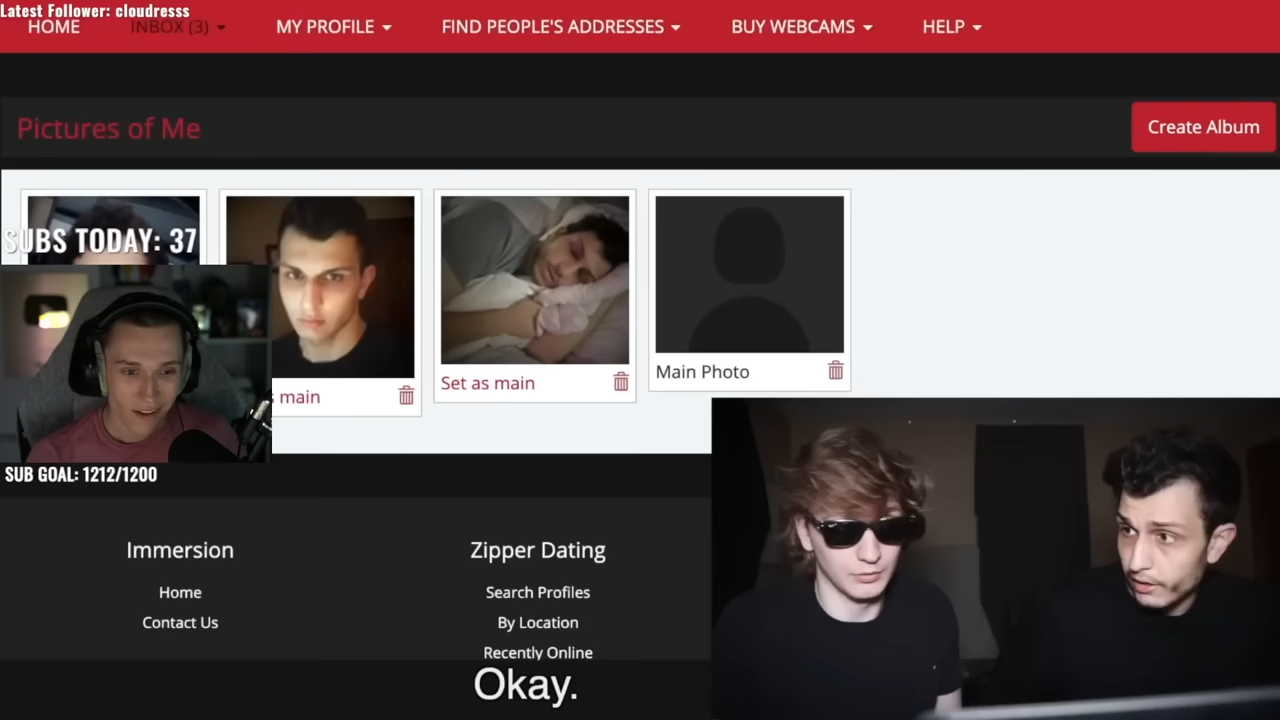 Latest Follower: cloudresss
HOME
INBOX (3)
MY PROFILE
FIND PEOPLE'S ADDRESSES
BUY WEBCAMS
HELP
Pictures of Me
Create Album
SUBS TODAY: 37
s main
Set as main
Main Photo
SUB GOAL: 1212/1200
Immersion
Home
Contact Us
Zipper Dating
Search Profiles
By Location
Recently Online
Okay.